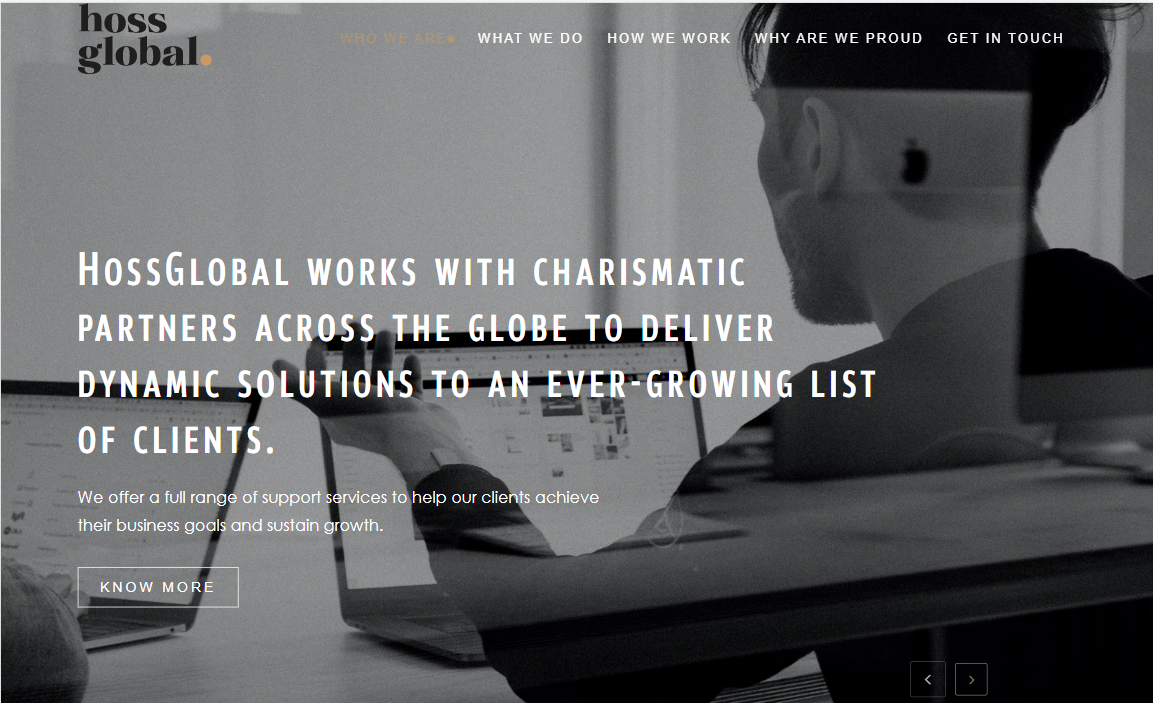 hoss
global.
WHO WE ARE
WHAT WE DO
HOW WE WORK
WHY ARE WE PROUD
GET IN TOUCH
HossGlobal works with charismatic
partners across the globe to deliver
dynamic solutions to an ever-growing list
of clients.
We offer a full range of support services to help our clients achieve
their business goals and sustain growth.
KNOW MORE